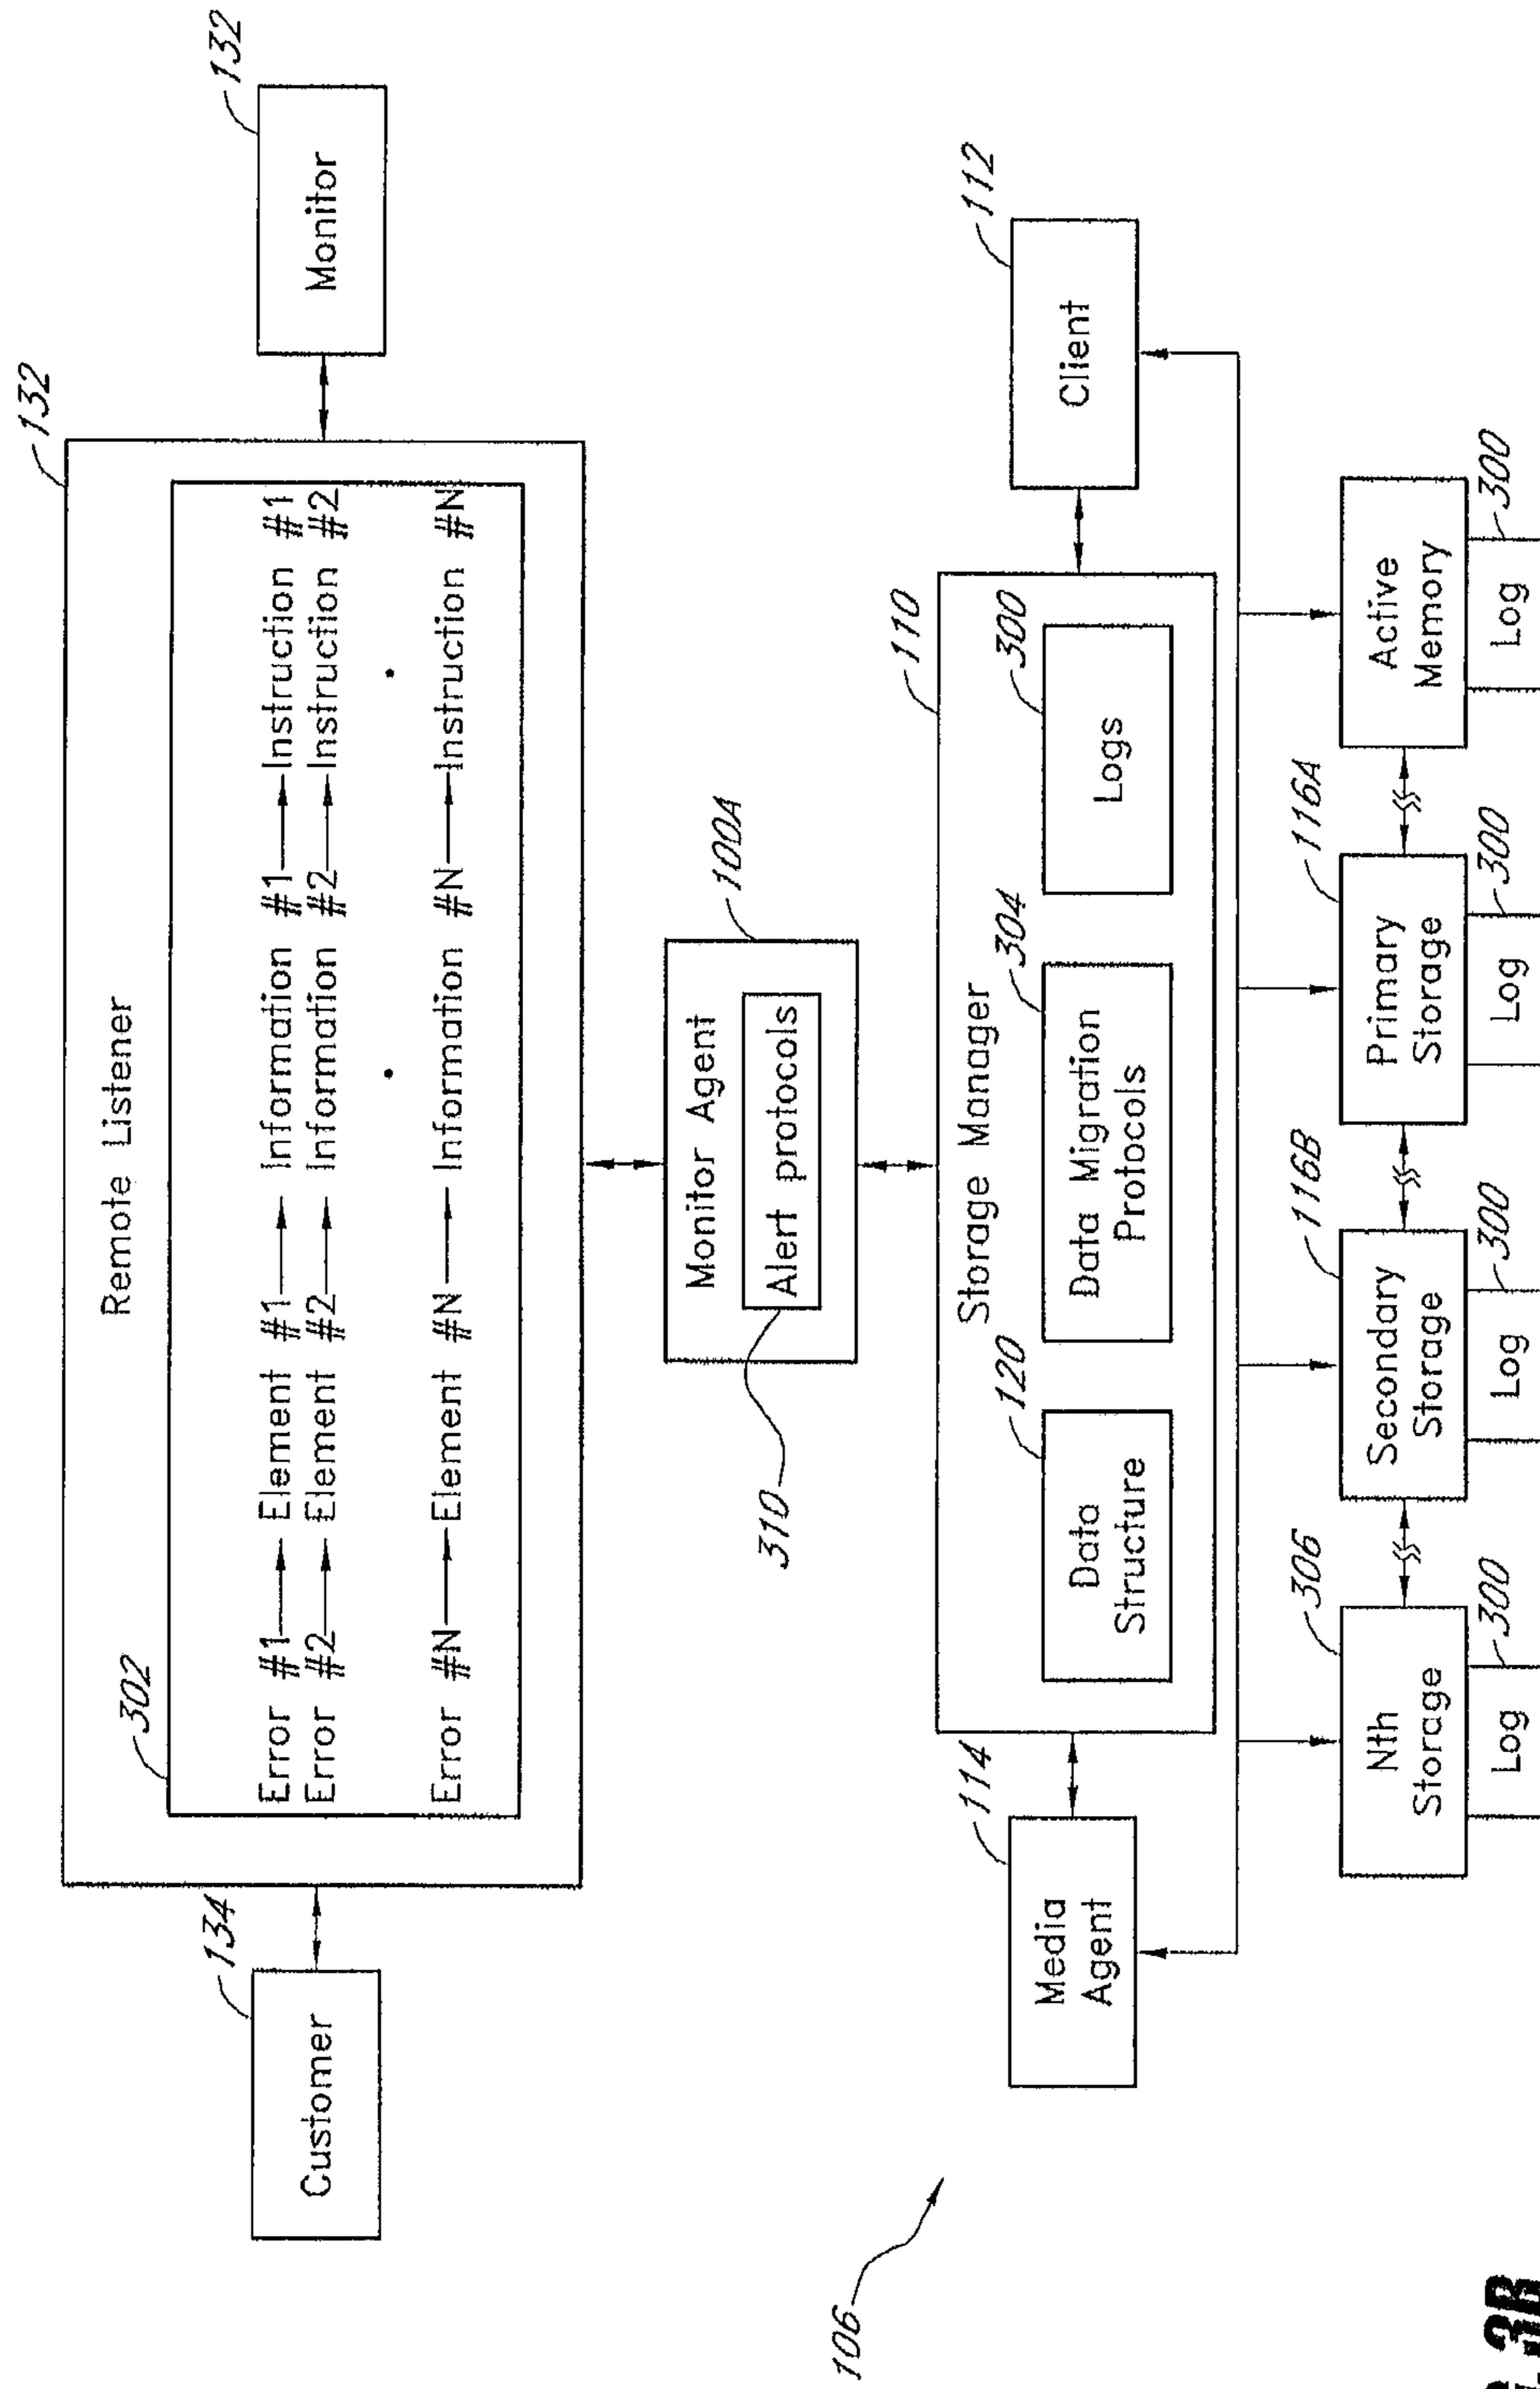 132
132
Remote Listener
302
134
Customer
Monitor
Error #1 Element #1 Information #1 Instruction #1
Error #2 Element #2 Information #2 Instruction #2
Error #N Element #N Information #N Instruction #N
100A
Monitor Agent
Alert protocols
310
106
110
112
Storage Manager
114
Media
Agent
120
Data
Structure
304
Data Migration
Protocols
300
Logs
Client
306
116B
116A
Nth
Storage
Secondary
Storage
Primary
Storage
Active
Memory
300
300
300
300
Log
Log
Log
Log
3B